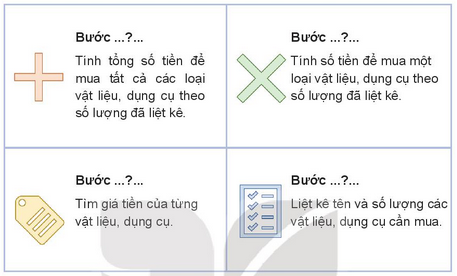 Bước ...?...
Tính tổng số tiền để
mua tất cả các loại
vật liệu, dụng cụ theo
số lượng đã liệt kê.
Bước ...?...
Tính số tiền để mua một
loại vật liệu, dụng cụ theo
số lượng đã liệt kê.
Bước ...?...
Tìm giá tiền của từng
vật liệu, dụng cụ.
Bước ...?...
Liệt kê tên và số lượng các
vật liệu, dụng cụ cần mua.